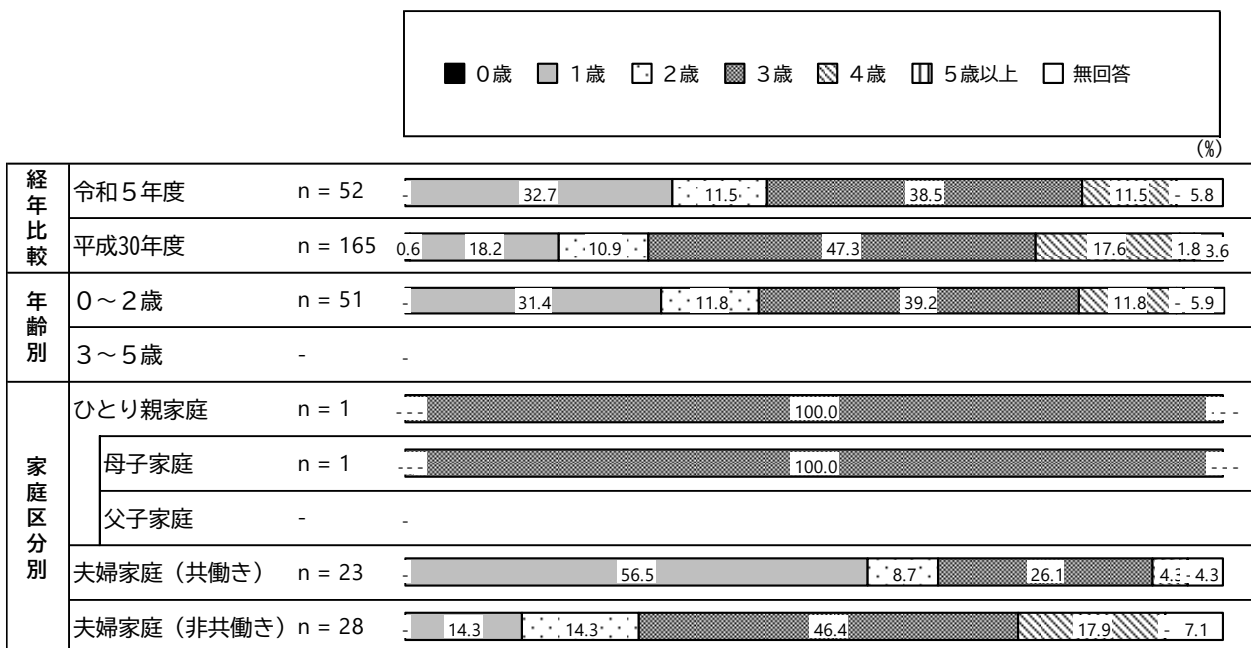 ０歳 １歳 ２歳 ３歳 ４歳 ５歳以上 無回答
(%)
経年比較
令和５年度 n = 52 - 32.7 11.5 38.5 11.5 - 5.8
平成30年度 n = 165 0.6 18.2 10.9 47.3 17.6 1.8 3.6
年齢別
０～２歳 n = 51 - 31.4 11.8 39.2 11.8 - 5.9
３～５歳 - -
家庭区分別
ひとり親家庭 n = 1 - - - 100.0 - - -
母子家庭 n = 1 - - - 100.0 - - -
父子家庭 - -
夫婦家庭（共働き） n = 23 - 56.5 8.7 26.1 4.3 - 4.3
夫婦家庭（非共働き） n = 28 - 14.3 14.3 46.4 17.9 - 7.1